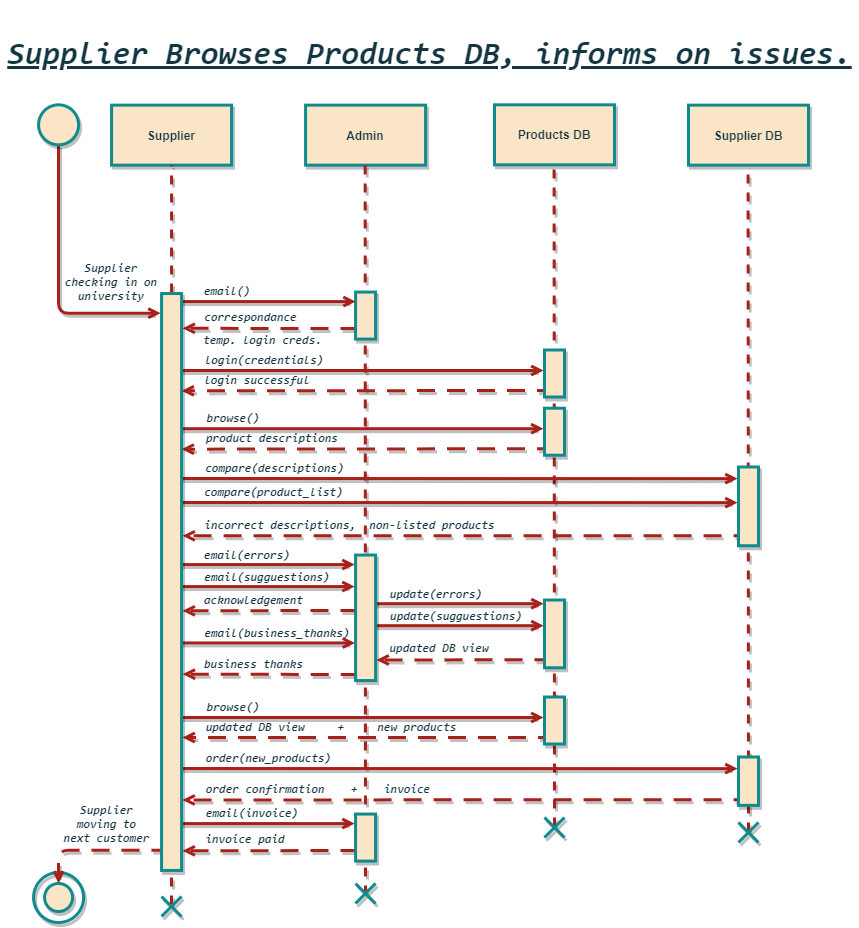 Supplier Browses Products DB, informs on issues.
Supplier
Admin
Products DB
Supplier DB
Supplier
checking in on
university
email()
correspondance
temp. login creds.
login(credentials)
login successful
browse()
product descriptions
compare(descriptions)
compare(product_list)
incorrect descriptions, non-listed products
email(errors)
email(sugguestions)
acknowledgement
update(errors)
update(sugguestions)
email(business_thanks)
updated DB view
business thanks
browse()
updated DB view + new products
order(new_products)
order confirmation + invoice
email(invoice)
invoice paid
Supplier
moving to
next customer